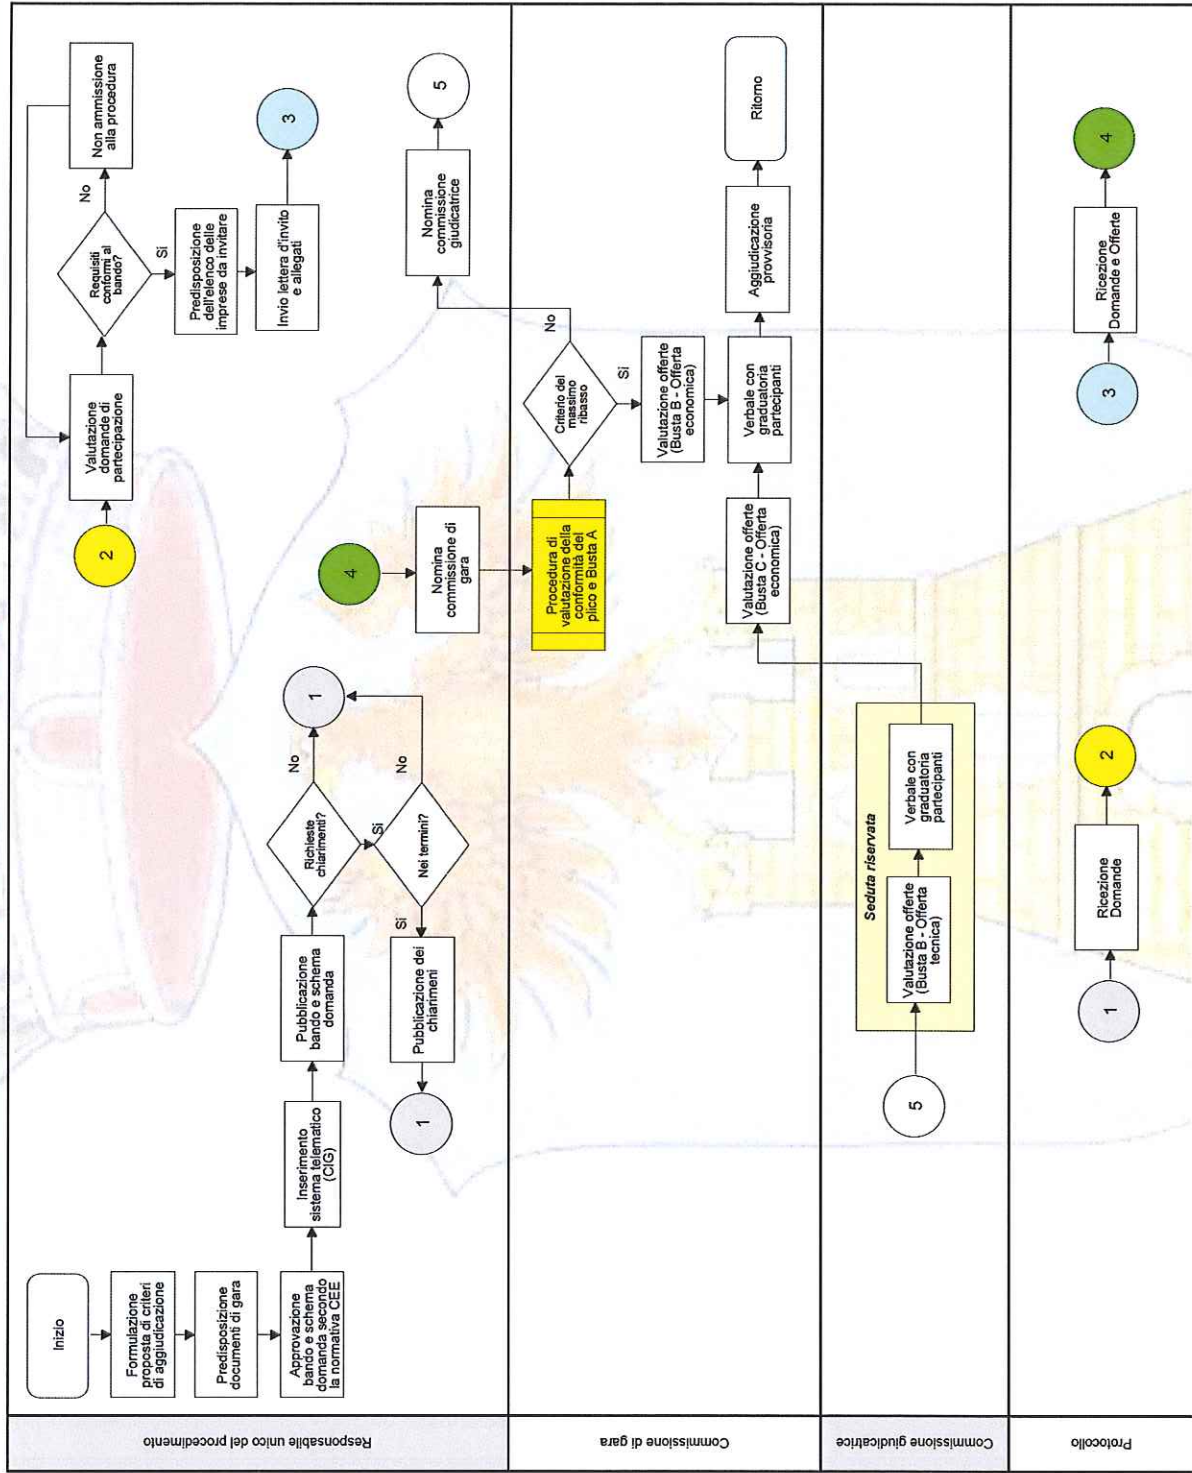 Responsabile unico del procedimento
Inizio
Formulazione
proposta di criteri
di aggiudicazione
Predisposizione
documenti di gara
Approvazione
bando e schema
domanda secondo
la normativa CEE
Inserimento
sistema telematico
(CIG)
Pubblicazione
bando e schema
domanda
Richieste
chiarimenti?
No
1
Si
Nei termini?
No
Si
Pubblicazione dei
chiarimeni
1
2
Valutazione
domande di
partecipazione
Requisiti
conformi al
bando?
No
Non ammissione
alla procedura
Si
Predisposizione
dell'elenco delle
imprese da invitare
Invio lettera d'invito
e allegati
3
4
Nomina
commissione di
gara
Nomina
commissione
giudicatrice
5
Commissione di gara
Procedura di
valutazione della
conformità del
plico e Busta A
Criterio del
massimo
ribasso
No
Si
Valutazione offerte
(Busta B - Offerta
economica)
Valutazione offerte
(Busta C - Offerta
economica)
Verbale con
graduatoria
partecipanti
Aggiudicazione
provvisoria
Ritorno
Commissione giudicatrice
5
Seduta riservata
Valutazione offerte
(Busta B - Offerta
tecnica)
Verbale con
graduatoria
partecipanti
Protocollo
1
Ricezione
Domande
2
3
Ricezione
Domande e Offerte
4